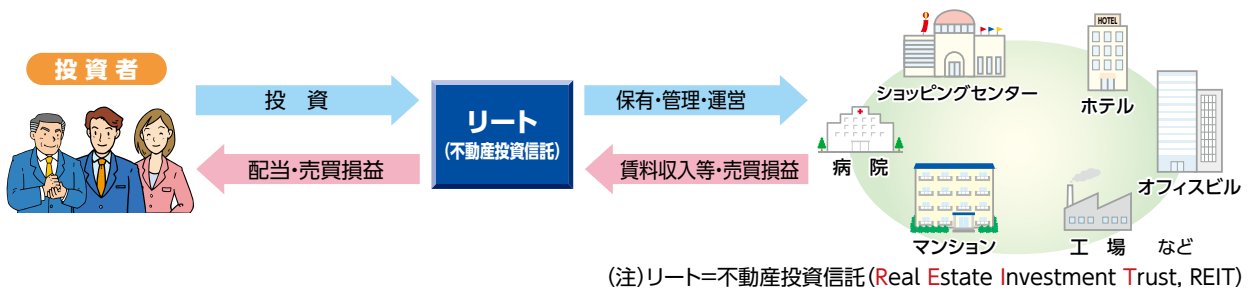 投資者
投 資
配当・売買損益
リート
(不動産投資信託)
保有・管理・運営
賃料収入等・売買損益
ショッピングセンター
HOTEL
ホテル
病 院
オフィスビル
マンション
工 場 など
(注)リート=不動産投資信託(Real Estate Investment Trust, REIT)